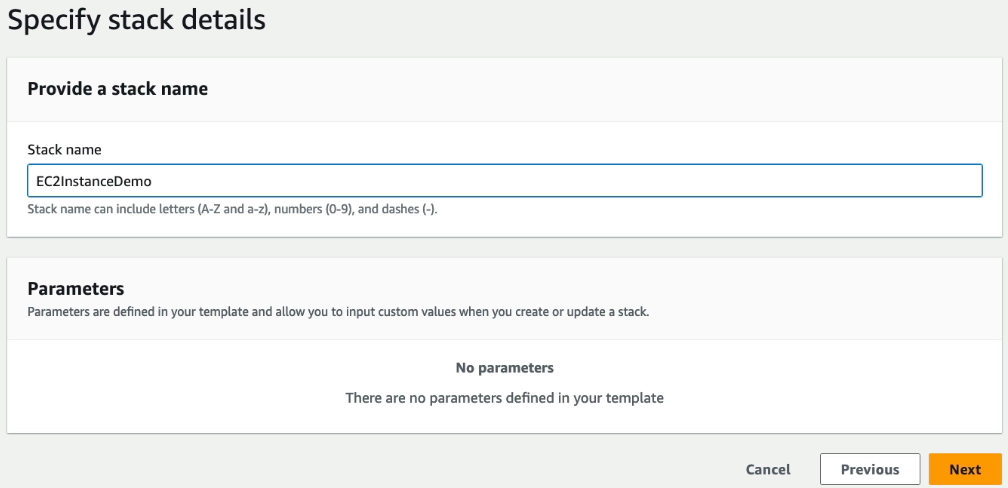 Specify stack details
Provide a stack name
Stack name
EC2InstanceDemo
Stack name can include letters (A-Z and a-z), numbers (0-9), and dashes (-).
Parameters
Parameters are defined in your template and allow you to input custom values when you create or update a stack.
No parameters
There are no parameters defined in your template
Cancel Previous Next